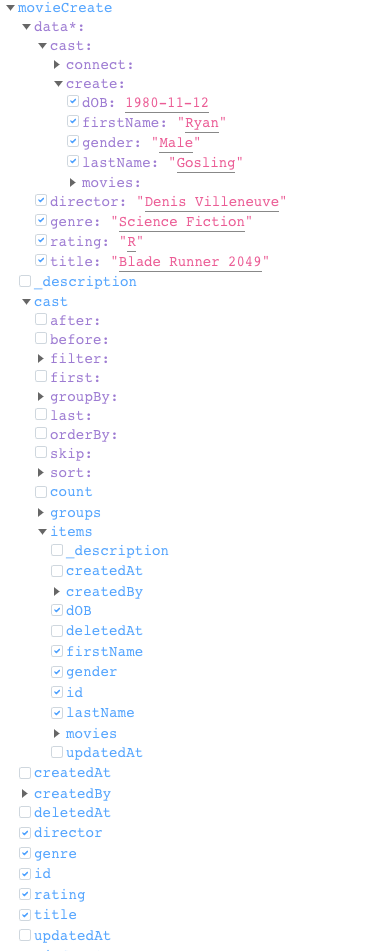 movieCreate
data*:
cast:
connect:
create:
dOB: 1980-11-12
firstName: "Ryan"
gender: "Male"
lastName: "Gosling"
movies:
director: "Denis Villeneuve"
genre: "Science Fiction"
rating: "R"
title: "Blade Runner 2049"
_description
cast
after:
before:
filter:
first:
groupBy:
last:
orderBy:
skip:
sort:
count
groups
items
_description
createdAt
createdBy
dOB
deletedAt
firstName
gender
id
lastName
movies
updatedAt
createdAt
createdBy
deletedAt
director
genre
id
rating
title
updatedAt